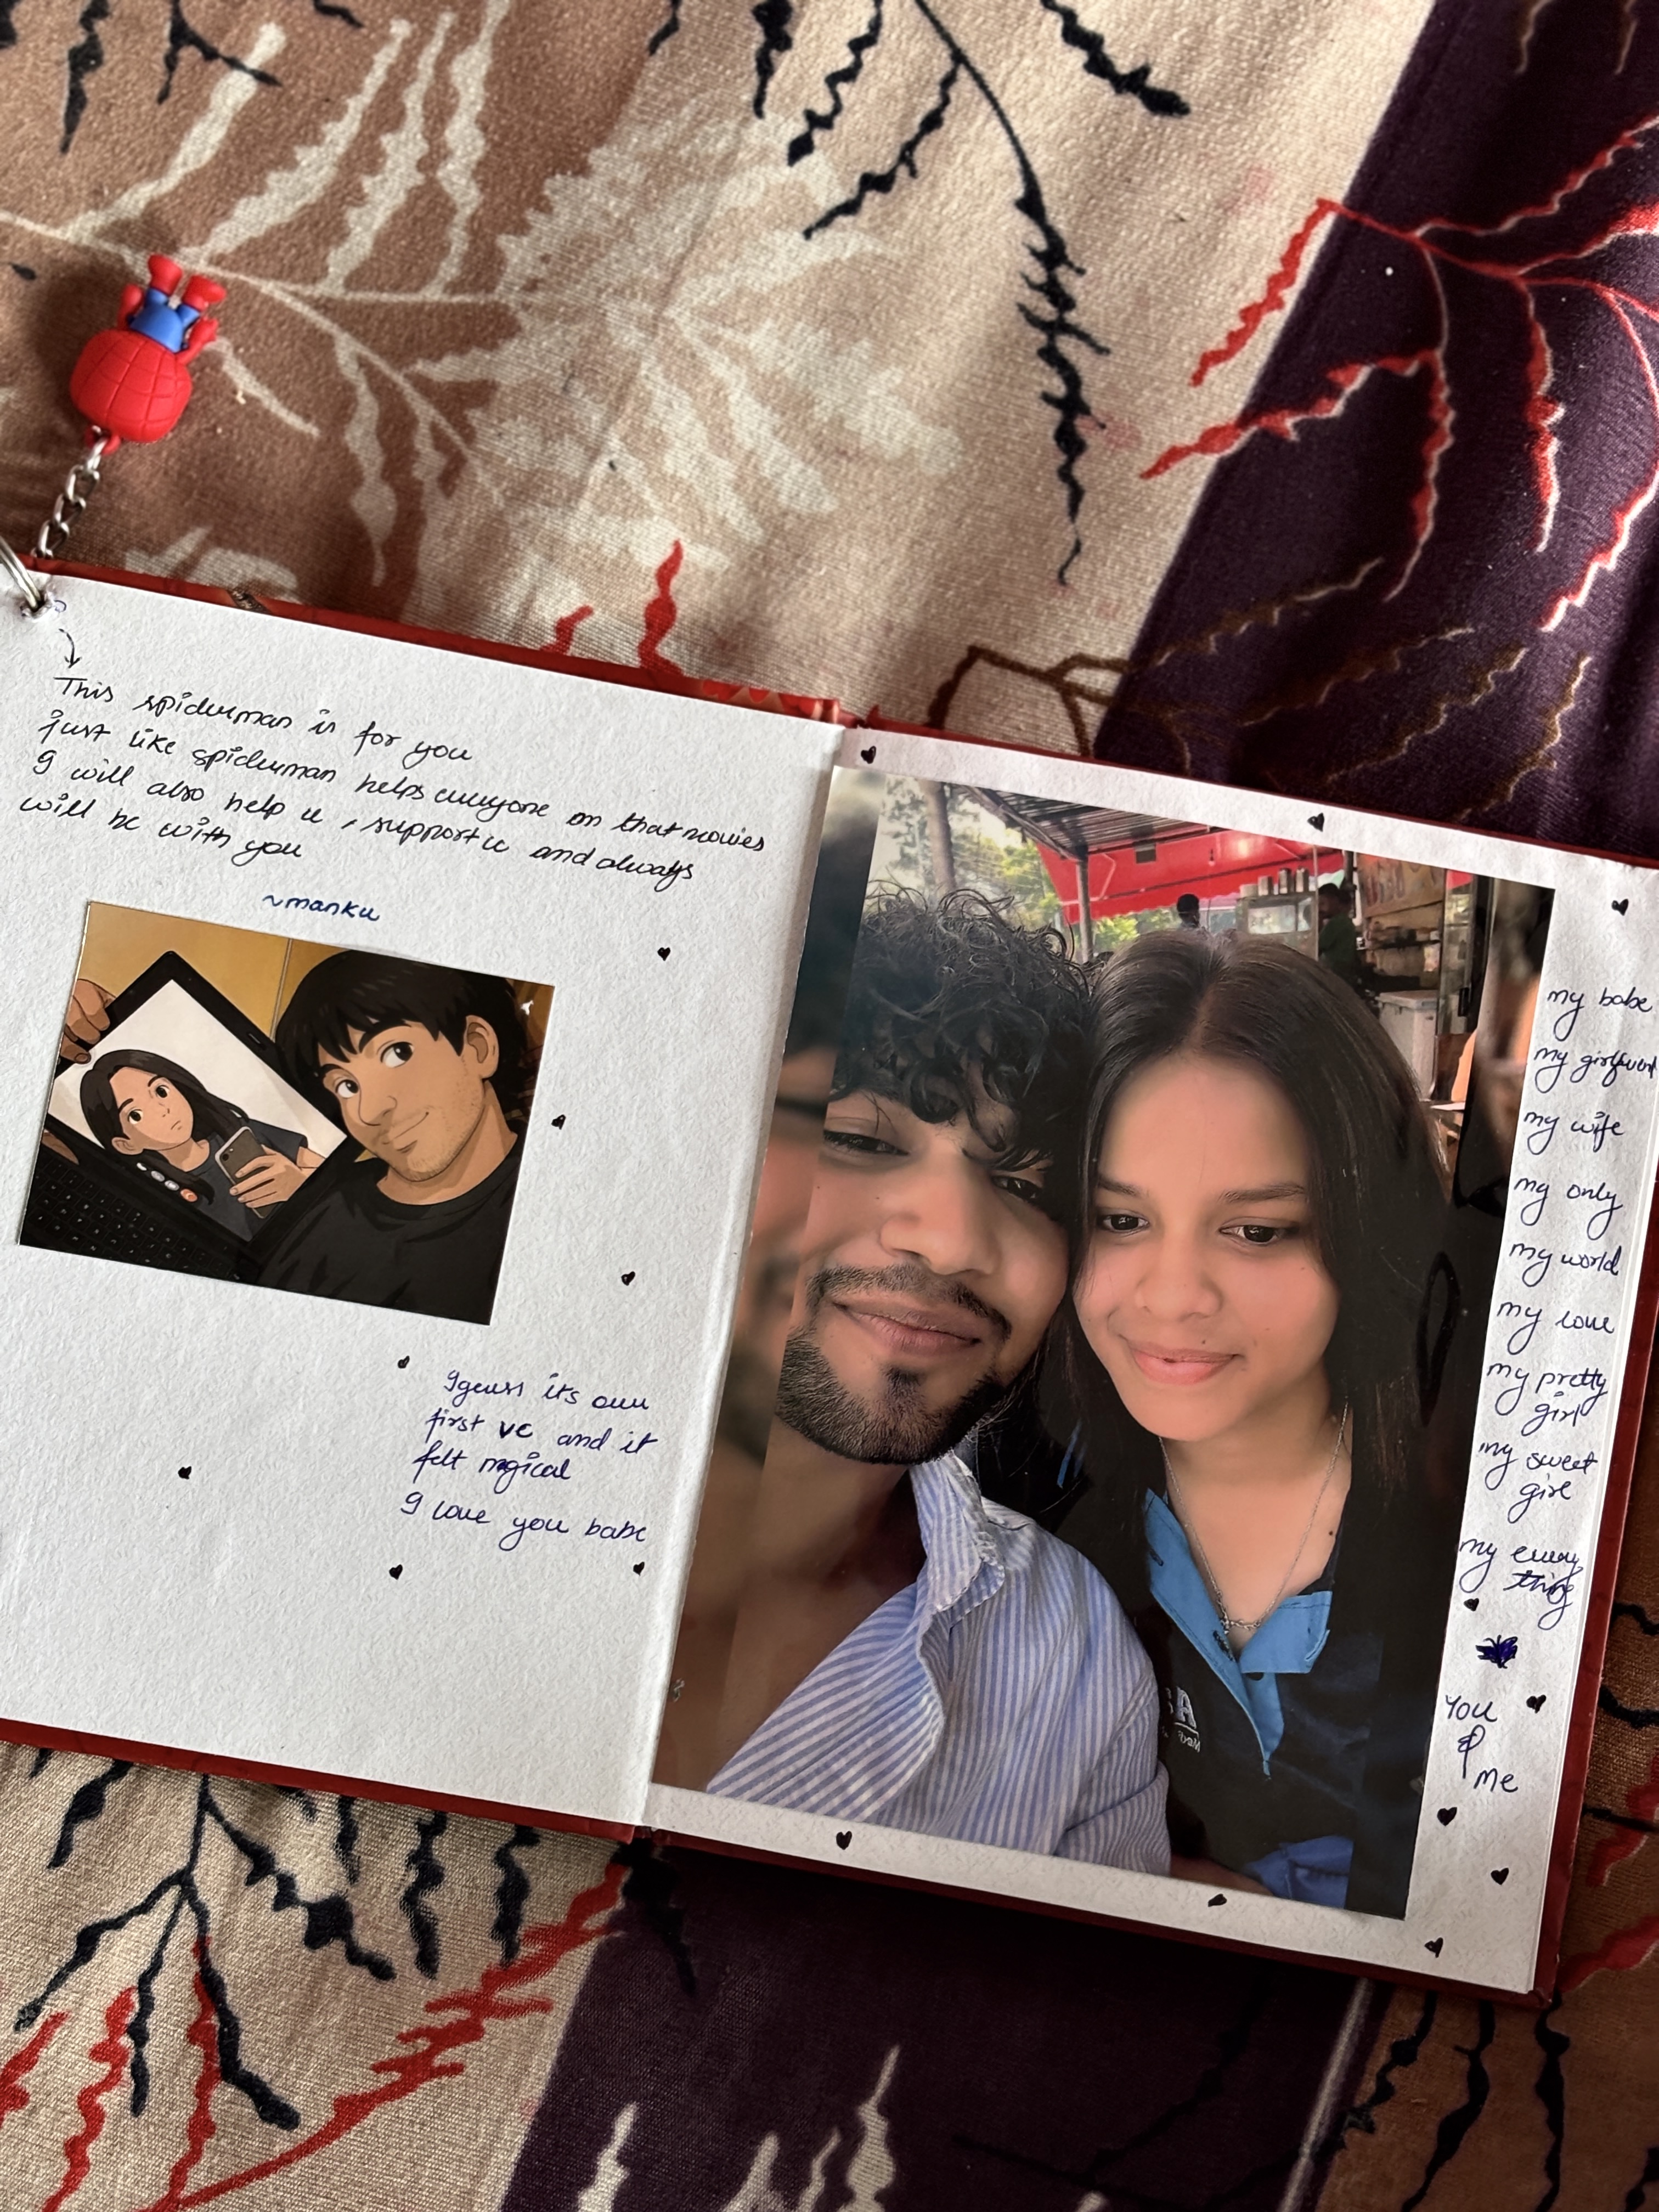 This spiderman is for you
just like spiderman helps everyone on that movies
I will also help u, support u and always
will be with you
~manku
I guess its our
first vc and it
felt mgical
I love you babe
my babe
my girlfriend
my wife
my only
my world
my love
my pretty
girl
my sweet
girl
my every
thing
You
&
Me